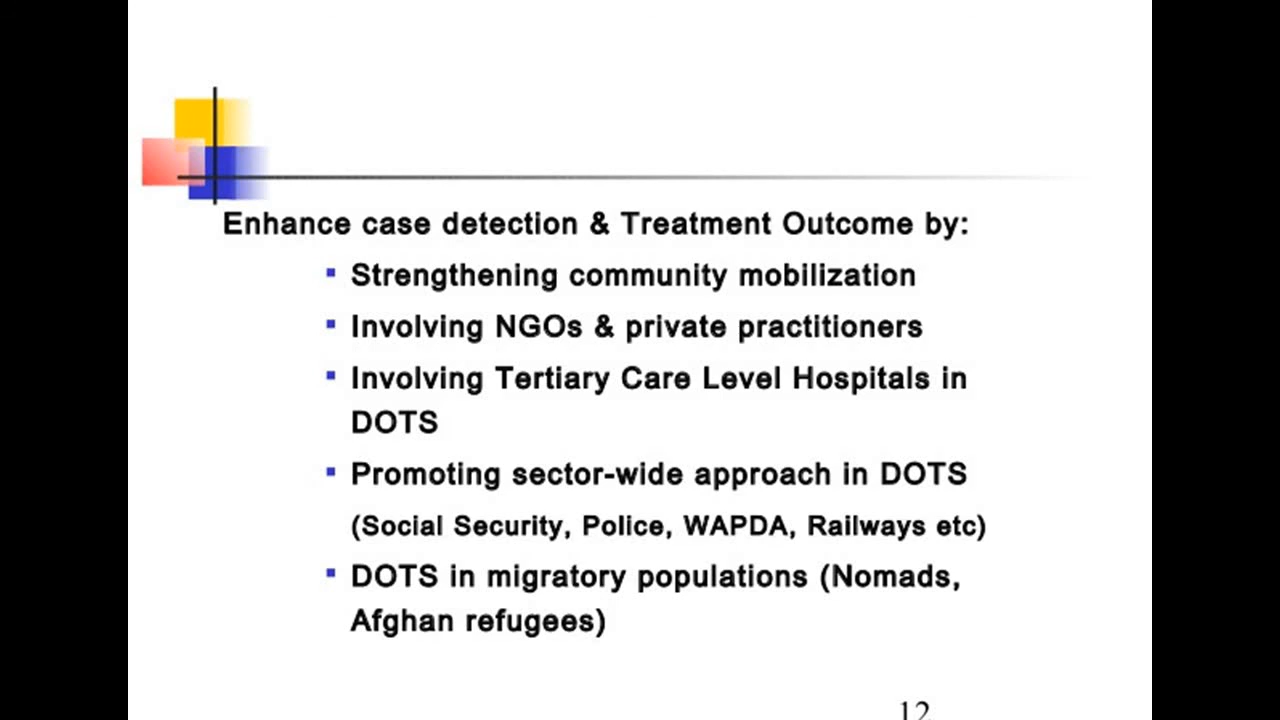 Enhance case detection & Treatment Outcome by:
Strengthening community mobilization
Involving NGOs & private practitioners
Involving Tertiary Care Level Hospitals in
DOTS
Promoting sector-wide approach in DOTS
(Social Security, Police, WAPDA, Railways etc)
DOTS in migratory populations (Nomads,
Afghan refugees)
12